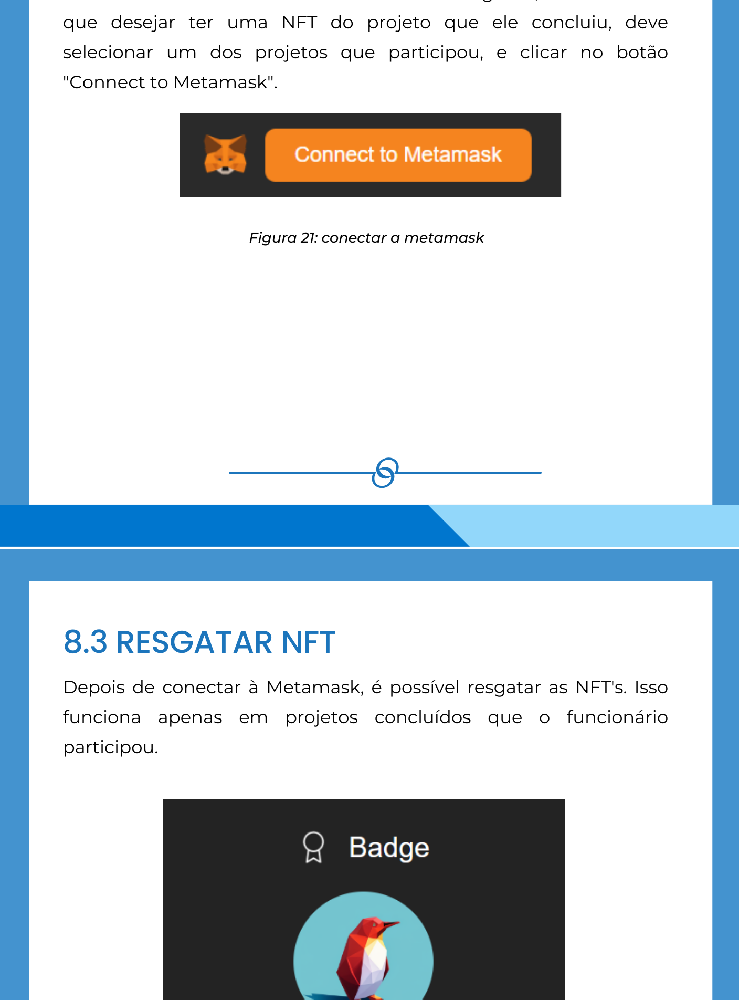 que desejar ter uma NFT do projeto que ele concluiu, deve
selecionar um dos projetos que participou, e clicar no botão
"Connect to Metamask".
Connect to Metamask
Figura 21: conectar a metamask
8.3 RESGATAR NFT
Depois de conectar à Metamask, é possível resgatar as NFT's. Isso
funciona apenas em projetos concluídos que o funcionário
participou.
Badge